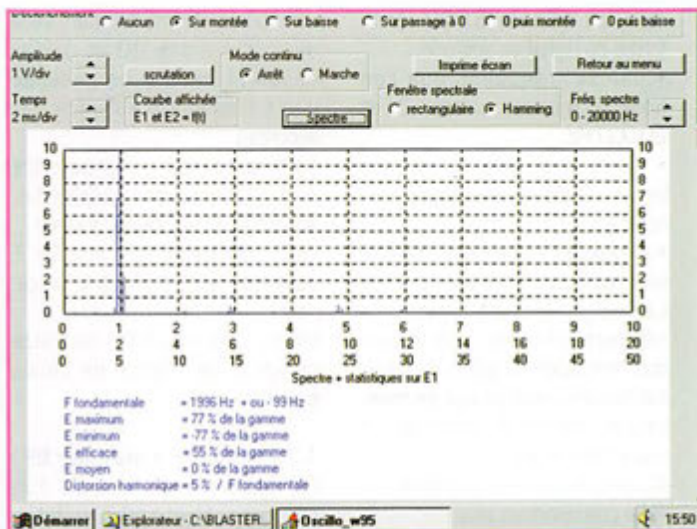 Déclenchement Aucun Sur montée Sur baisse Sur passage à 0 0 puis montée 0 puis baisse
Amplitude
1 V/div
scrutation
Mode continu
Arrêt Marche
Imprime écran
Retour au menu
Temps
2 ms/div
Courbe affichée
E1 et E2 = f(t)
Spectre
Fenêtre spectrale
rectangulaire Hamming
Fréq. spectre
0 - 20000 Hz
10 10
9 9
8 8
7 7
6 6
5 5
4 4
3 3
2 2
1 1
0 0
0 1 2 3 4 5 6 7 8 9 10
0 2 4 6 8 10 12 14 16 18 20
0 5 10 15 20 25 30 35 40 45 50
Spectre + statistiques sur E1
F fondamentale = 1996 Hz + ou - 99 Hz
E maximum = 77 % de la gamme
E minimum = -77 % de la gamme
E efficace = 55 % de la gamme
E moyen = 0 % de la gamme
Distorsion harmonique = 5 % / F fondamentale
Démarrer Explorateur - C:\BLASTER... Oscillo_w95 15:50